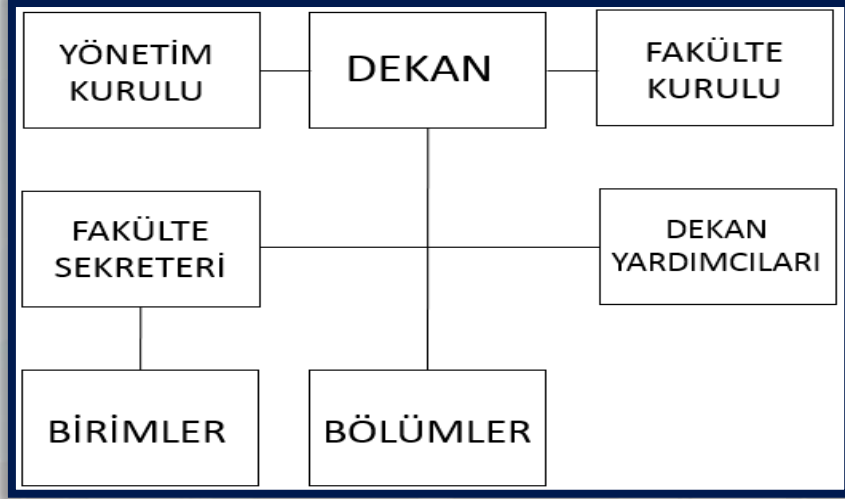 YÖNETİM
KURULU
DEKAN
FAKÜLTE
KURULU
FAKÜLTE
SEKRETERİ
DEKAN
YARDIMCILARI
BİRİMLER
BÖLÜMLER